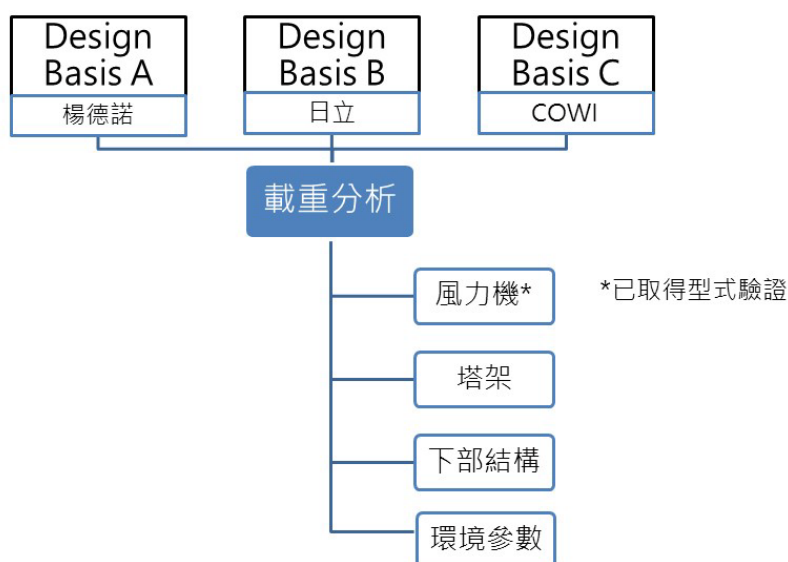 Design
Basis A
楊德諾
Design
Basis B
日立
Design
Basis C
COWI
載重分析
風力機*
*已取得型式驗證
塔架
下部結構
環境參數